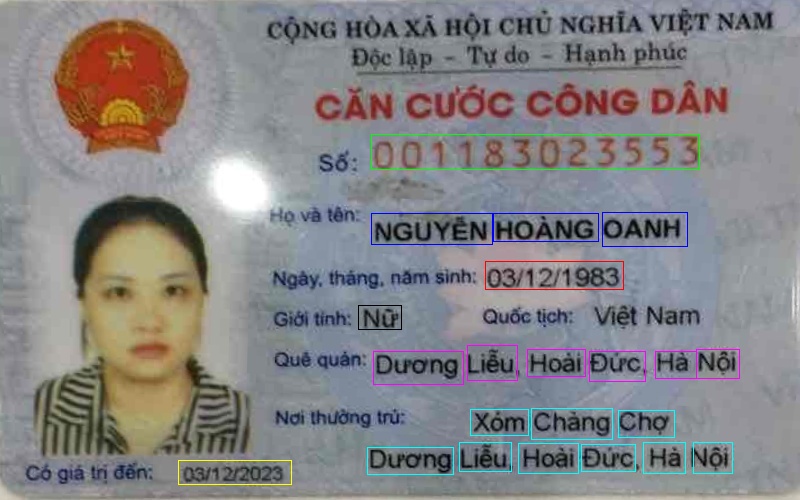 CỘNG HÒA XÃ HỘI CHỦ NGHĨA VIỆT NAM
Độc lập - Tự do - Hạnh phúc
CĂN CƯỚC CÔNG DÂN
Số: 001183023553
Họ và tên: NGUYỄN HOÀNG OANH
Ngày, tháng, năm sinh: 03/12/1983
Giới tính: Nữ Quốc tịch: Việt Nam
Quê quán: Dương Liễu, Hoài Đức, Hà Nội
Nơi thường trú: Xóm Chàng Chợ
Dương Liễu, Hoài Đức, Hà Nội
Có giá trị đến: 03/12/2023